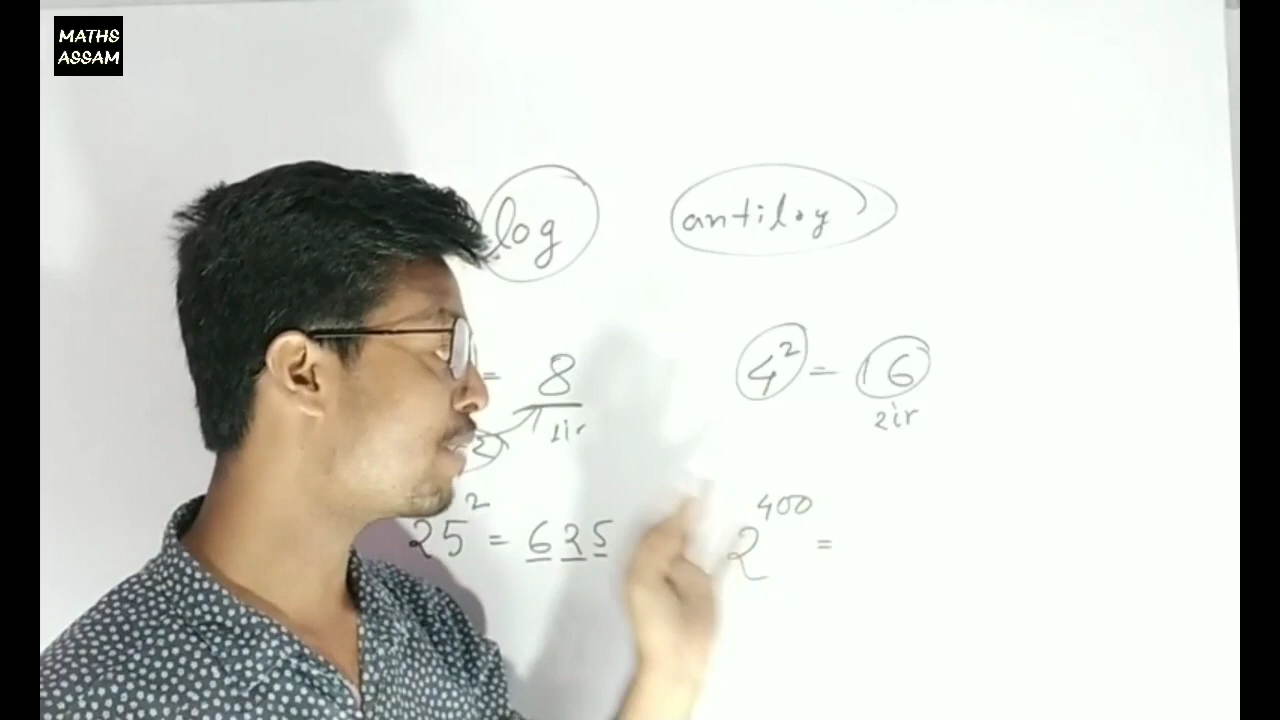 MATHS
ASSAM
log antilog
= 8 4² = 16
2ir
25² = 625 2⁴⁰⁰ =